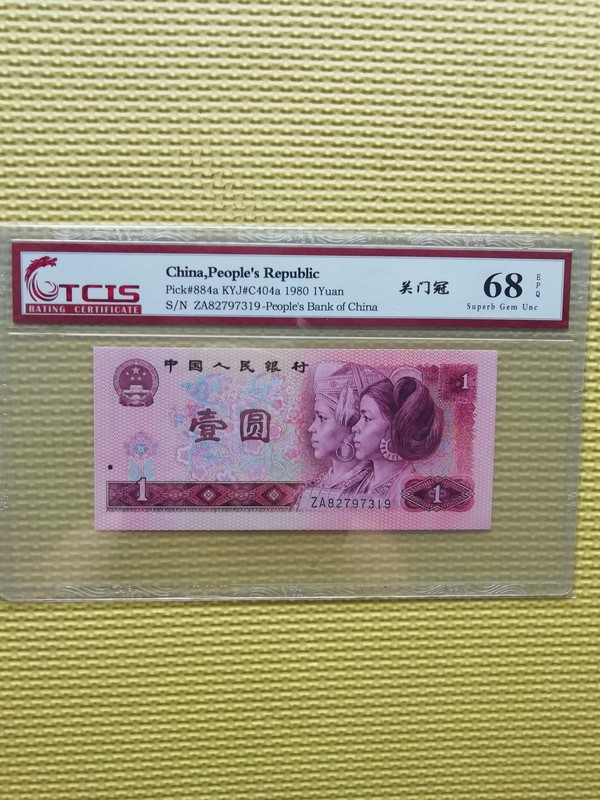 TCIS
RATING CERTIFICATE
China,People's Republic
Pick#884a KYJ#C404a 1980 1Yuan
S/N ZA82797319-People's Bank of China
关门冠
68
EPQ
Superb Gem Unc
中国人民银行
1
壹圆
1
ZA82797319
1